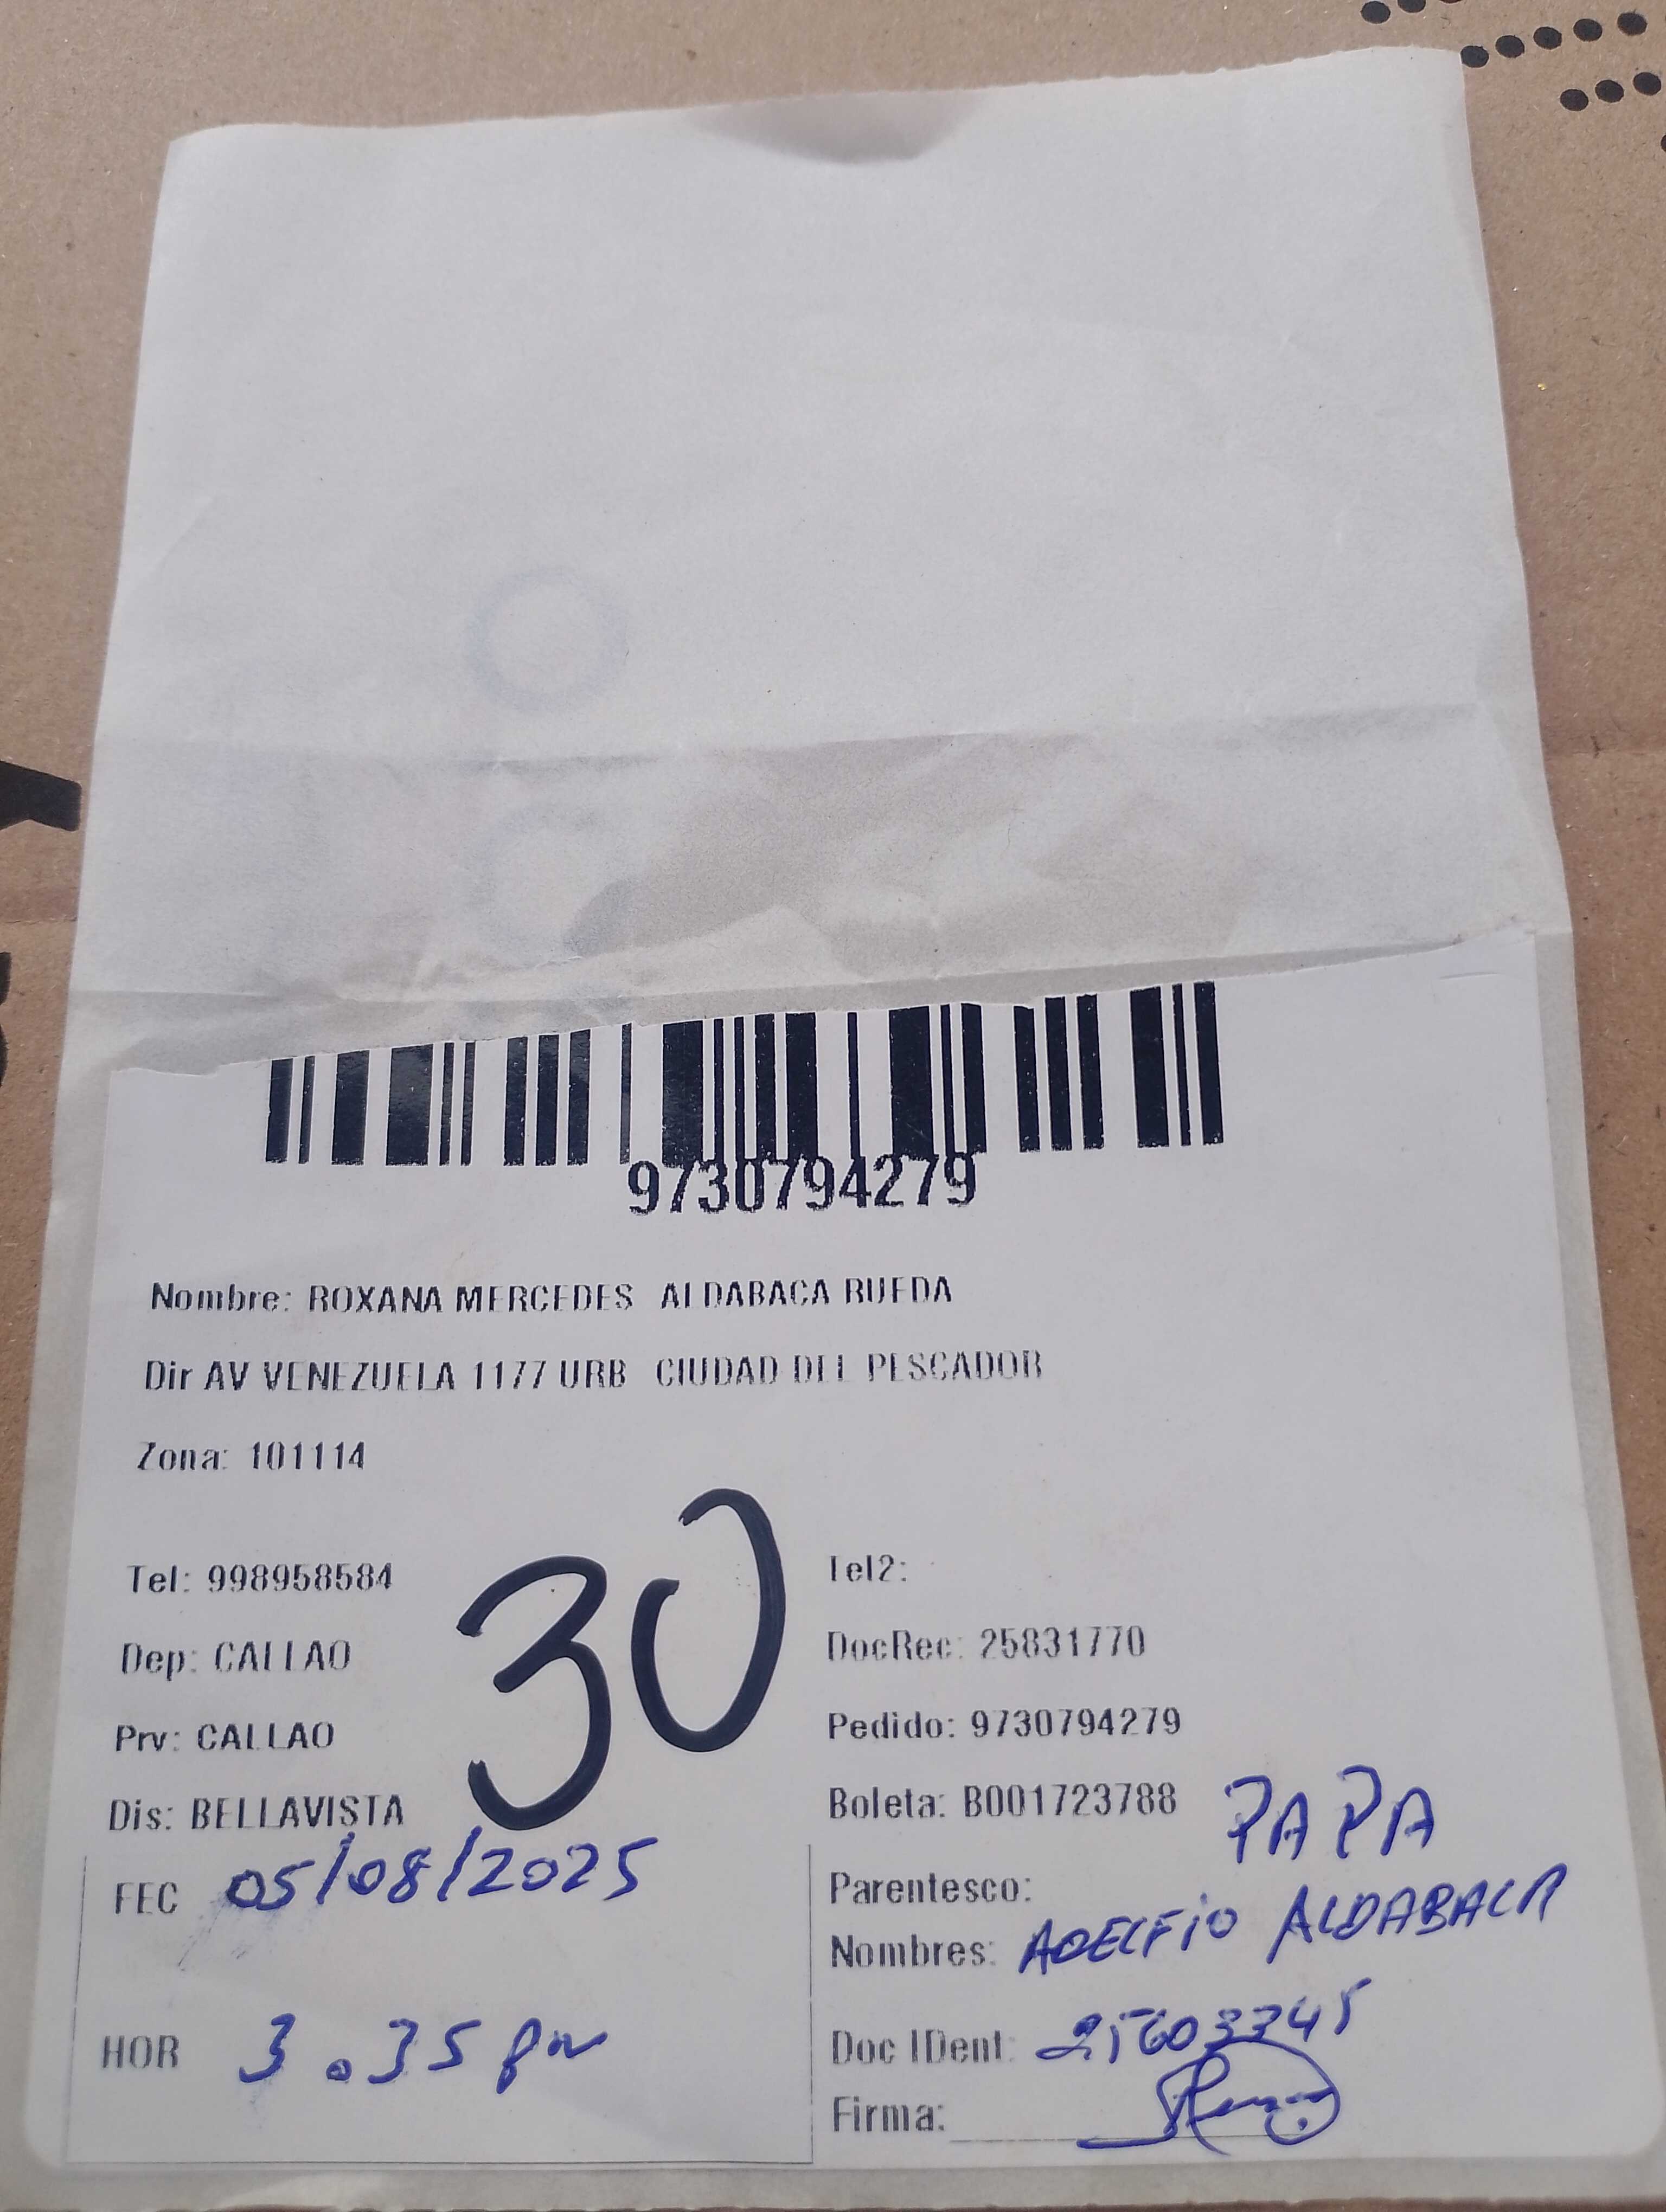 9730794279
Nombre: ROXANA MERCEDES ALDABACA RUEDA
Dir AV VENEZUELA 1177 URB CIUDAD DEL PESCADOR
Zona: 101114
30
Tel: 998958584 Tel2:
Dep: CALLAO DocRec: 25831770
Prv: CALLAO Pedido: 9730794279
Dis: BELLAVISTA Boleta: B001723788
FEC 05/08/2025 Parentesco: PAPA
Nombres: ADELFIO ALDABACA
HOR 3.35 pm Doc IDent:
Firma: